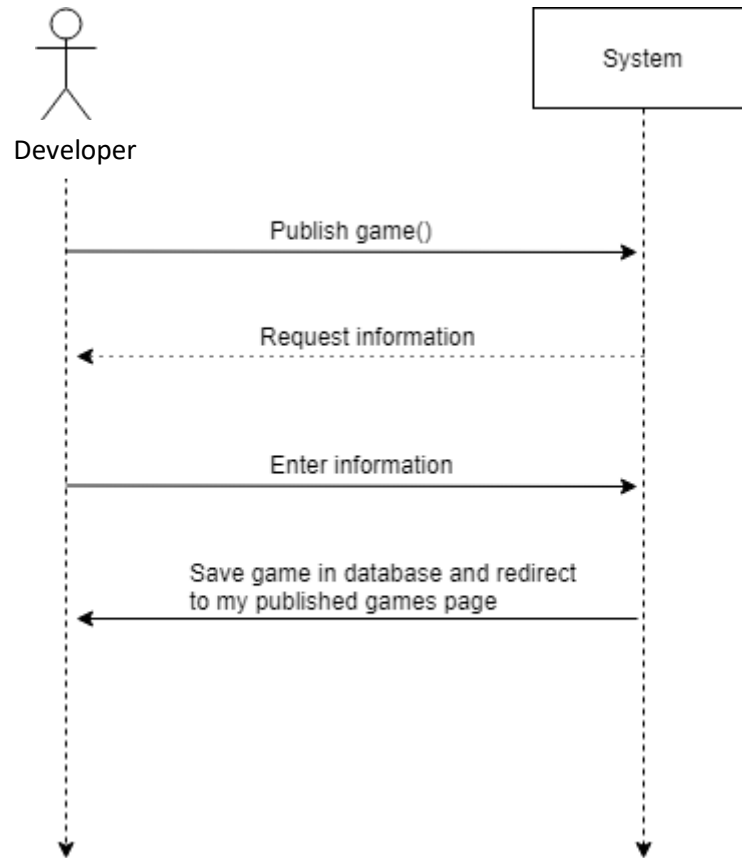 System
Developer
Publish game()
Request information
Enter information
Save game in database and redirect
to my published games page